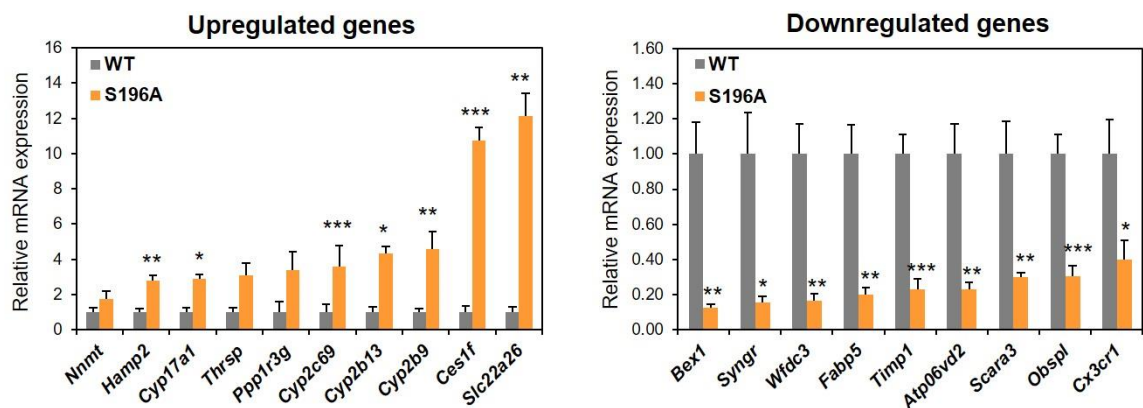 Upregulated genes
Relative mRNA expression
16
14
12
10
8
6
4
2
0
WT
S196A
**
*
***
*
**
***
**
Nnmt
Hamp2
Cyp17a1
Thrsp
Ppp1r3g
Cyp2c69
Cyp2b13
Cyp2b9
Ces1f
Slc22a26
Downregulated genes
Relative mRNA expression
1.60
1.40
1.20
1.00
0.80
0.60
0.40
0.20
0.00
WT
S196A
**
*
**
**
***
**
**
***
*
Bex1
Syngr
Wfdc3
Fabp5
Timp1
Atp06vd2
Scara3
Obspl
Cx3cr1